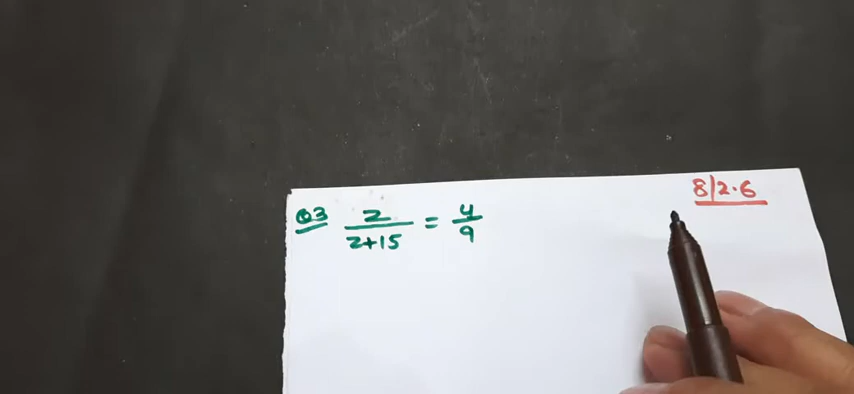 8|2.6
Q3 z/(z+15) = 4/9